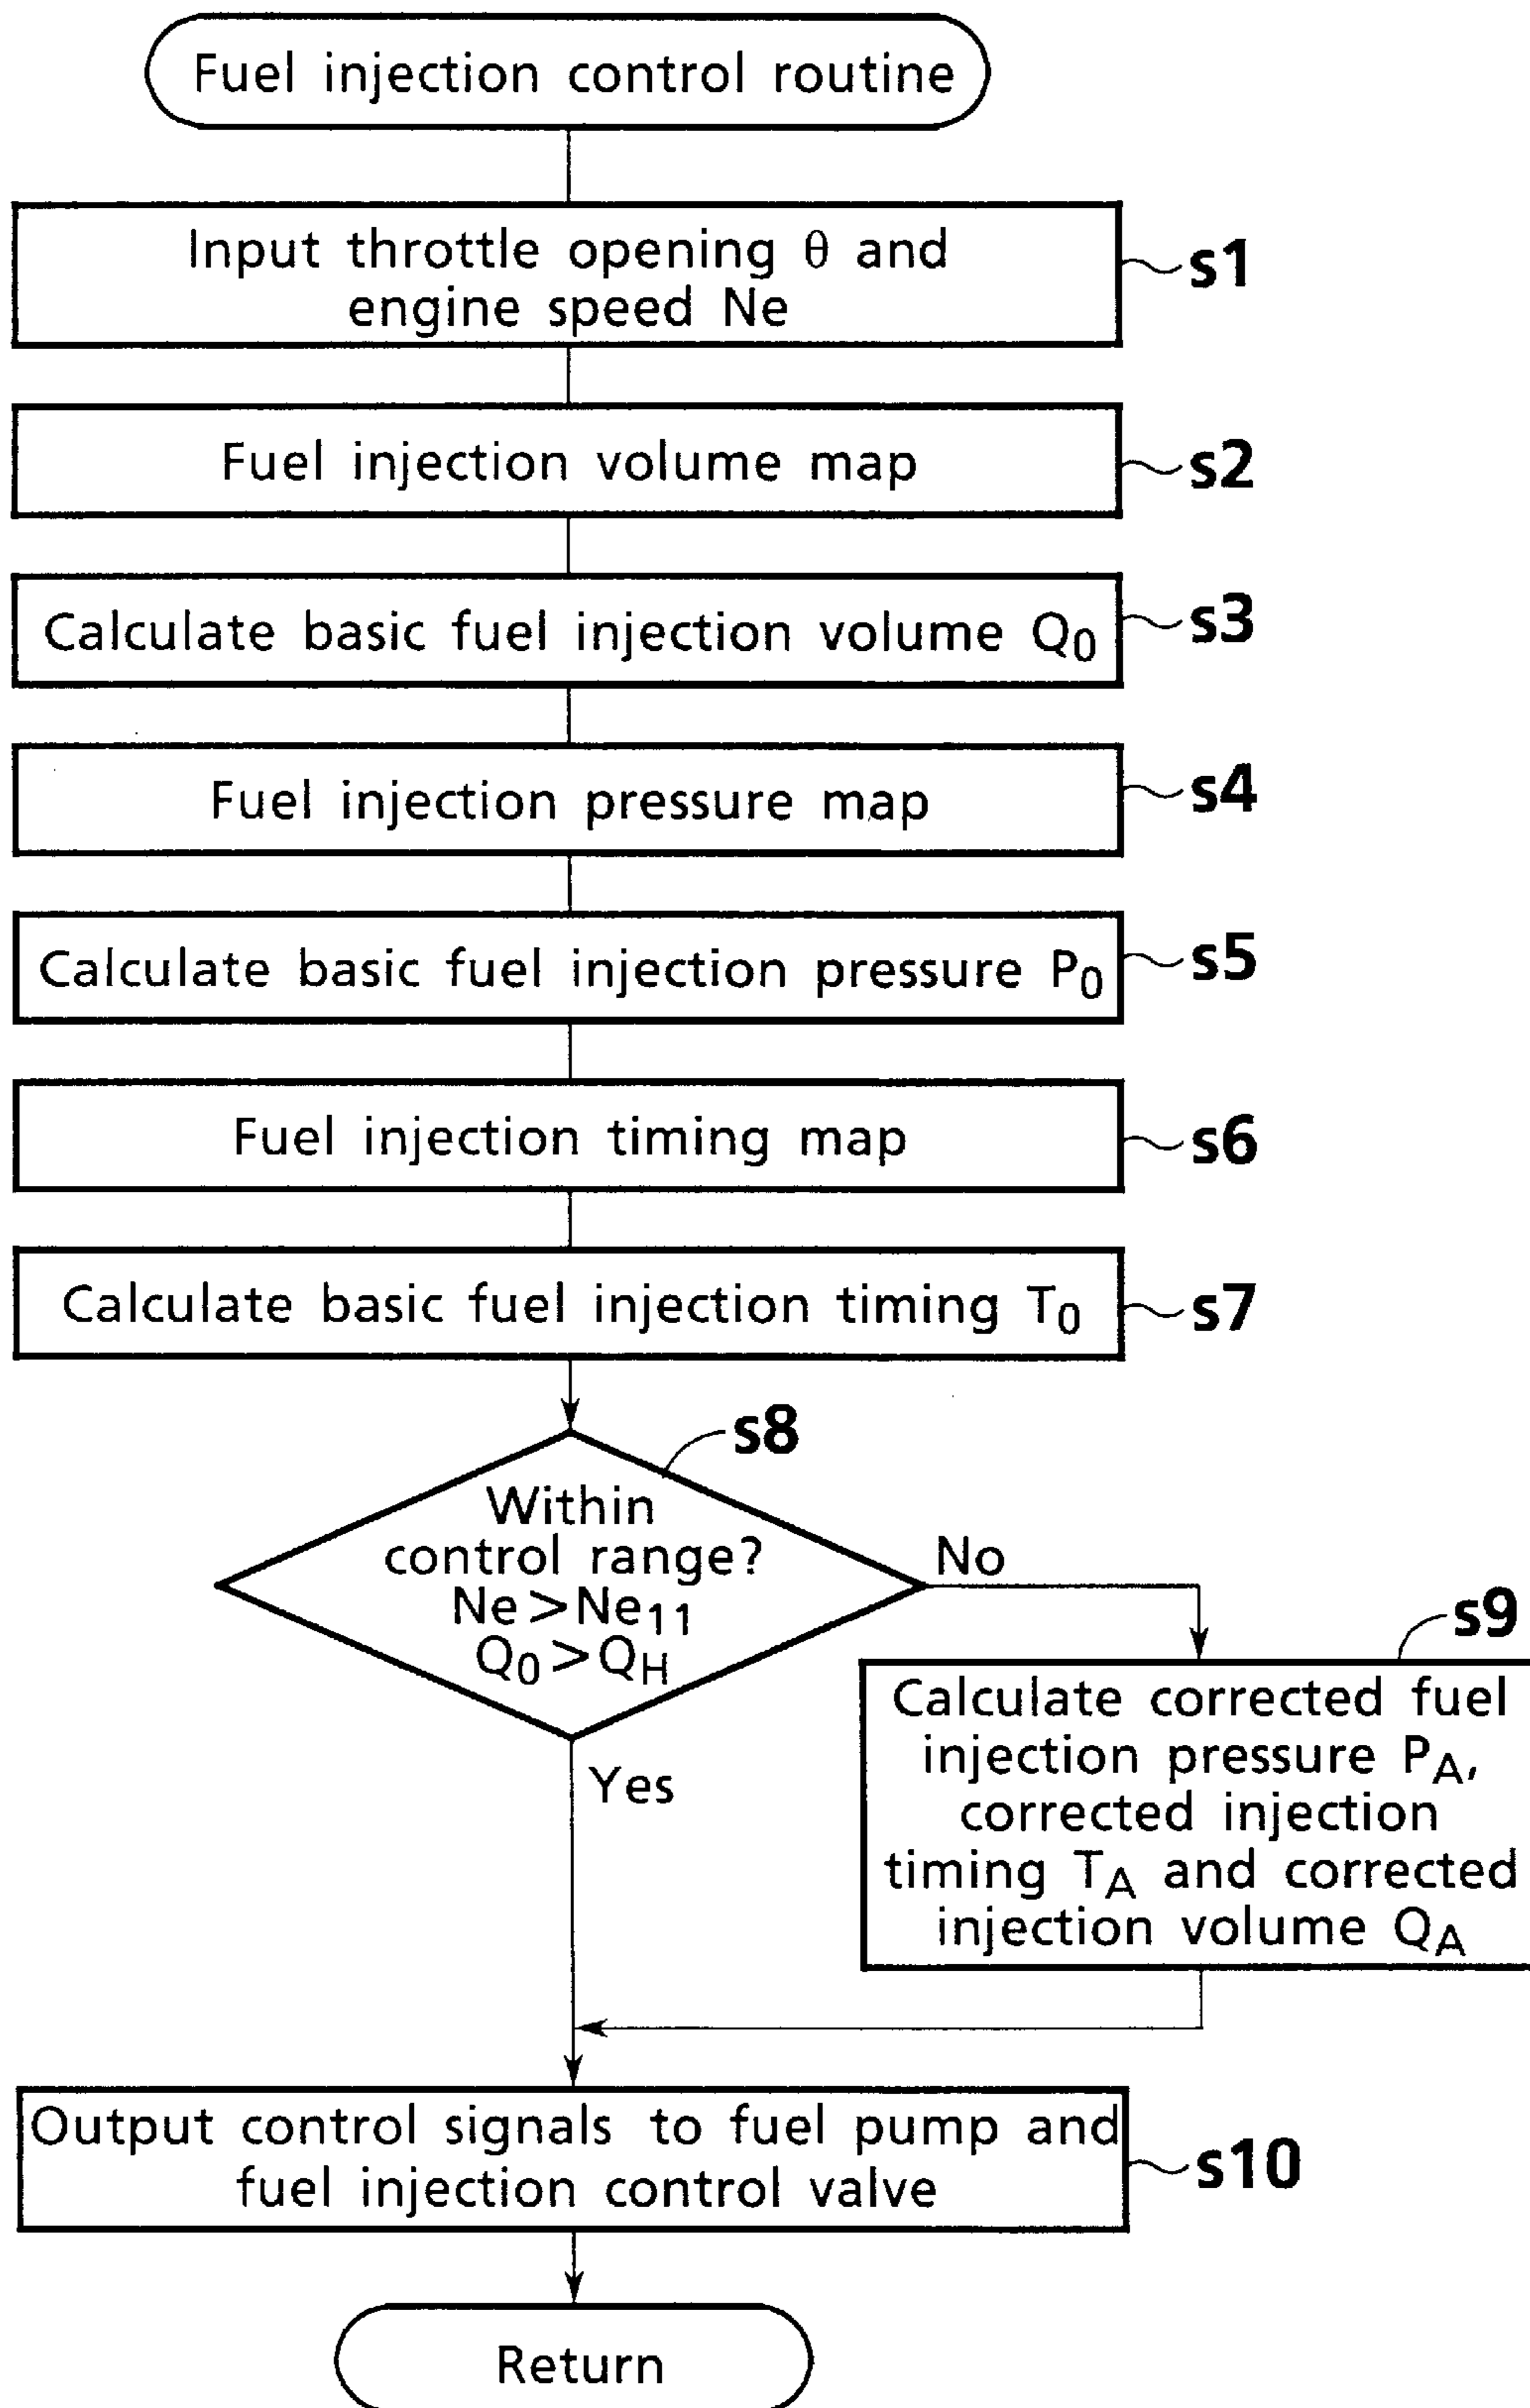 Fuel injection control routine
Input throttle opening θ and
engine speed Ne
s1
Fuel injection volume map
s2
Calculate basic fuel injection volume Q₀
s3
Fuel injection pressure map
s4
Calculate basic fuel injection pressure P₀
s5
Fuel injection timing map
s6
Calculate basic fuel injection timing T₀
s7
s8
Within
control range?
Ne>Ne₁₁
Q₀>Q_H
No
Yes
s9
Calculate corrected fuel
injection pressure P_A,
corrected injection
timing T_A and corrected
injection volume Q_A
Output control signals to fuel pump and
fuel injection control valve
s10
Return